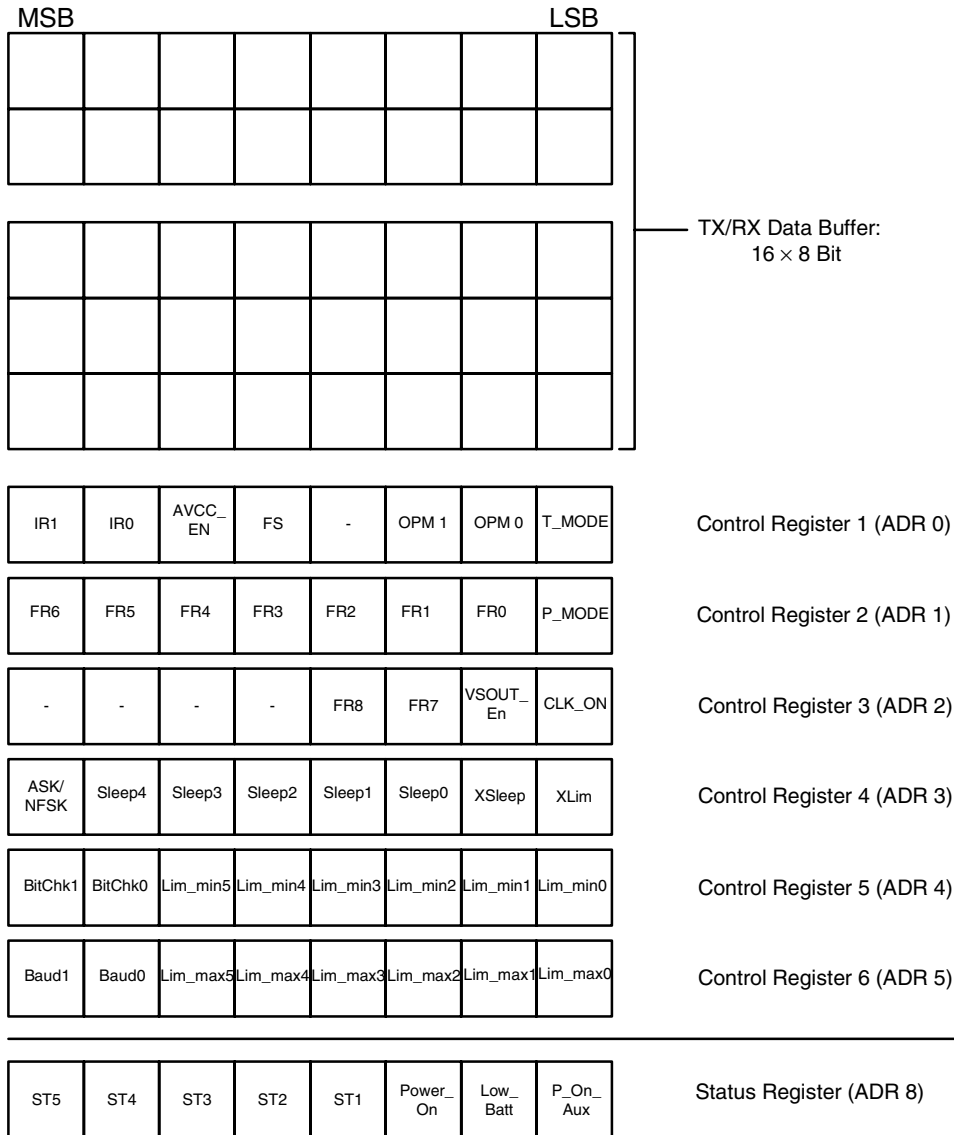 MSB LSB
TX/RX Data Buffer:
16 × 8 Bit
IR1 IR0 AVCC_ EN FS - OPM 1 OPM 0 T_MODE Control Register 1 (ADR 0)
FR6 FR5 FR4 FR3 FR2 FR1 FR0 P_MODE Control Register 2 (ADR 1)
- - - - FR8 FR7 VSOUT_ En CLK_ON Control Register 3 (ADR 2)
ASK/ NFSK Sleep4 Sleep3 Sleep2 Sleep1 Sleep0 XSleep XLim Control Register 4 (ADR 3)
BitChk1 BitChk0 Lim_min5 Lim_min4 Lim_min3 Lim_min2 Lim_min1 Lim_min0 Control Register 5 (ADR 4)
Baud1 Baud0 Lim_max5 Lim_max4 Lim_max3 Lim_max2 Lim_max1 Lim_max0 Control Register 6 (ADR 5)
ST5 ST4 ST3 ST2 ST1 Power_ On Low_ Batt P_On_ Aux Status Register (ADR 8)